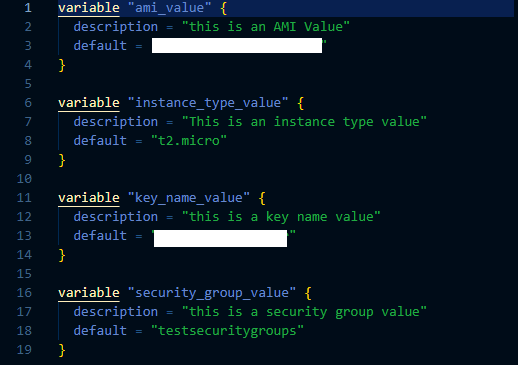 1 variable "ami_value" {
2 description = "this is an AMI Value"
3 default = "
4 }
5
6 variable "instance_type_value" {
7 description = "This is an instance type value"
8 default = "t2.micro"
9 }
10
11 variable "key_name_value" {
12 description = "this is a key name value"
13 default = ""
14 }
15
16 variable "security_group_value" {
17 description = "this is a security group value"
18 default = "testsecuritygroups"
19 }